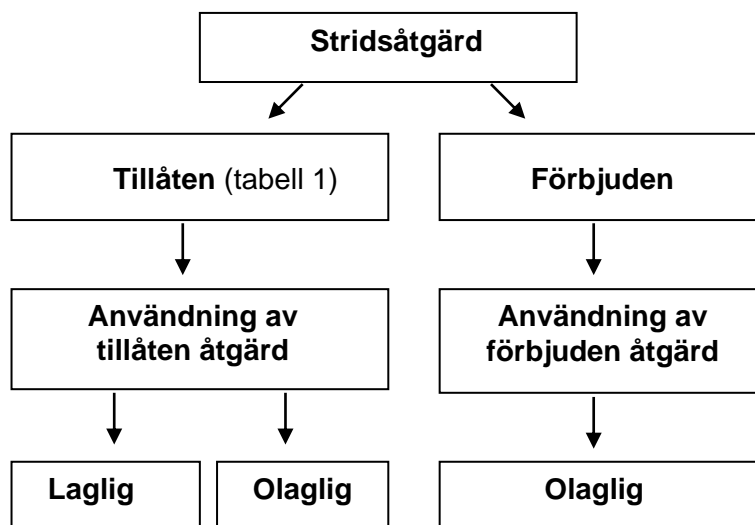 Stridsåtgärd
Tillåten (tabell 1)
Förbjuden
Användning av
tillåten åtgärd
Användning av
förbjuden åtgärd
Laglig
Olaglig
Olaglig